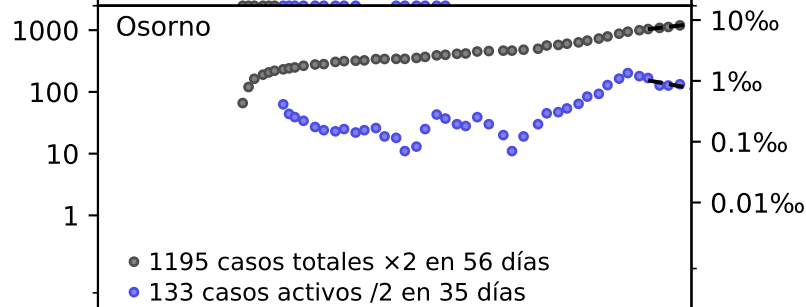 Osorno
1000
100
10
1
10‰
1‰
0.1‰
0.01‰
1195 casos totales ×2 en 56 días
133 casos activos /2 en 35 días